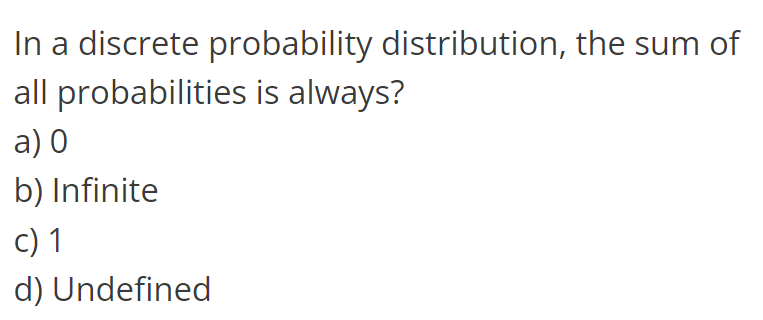 In a discrete probability distribution, the sum of
all probabilities is always?
a) 0
b) Infinite
c) 1
d) Undefined